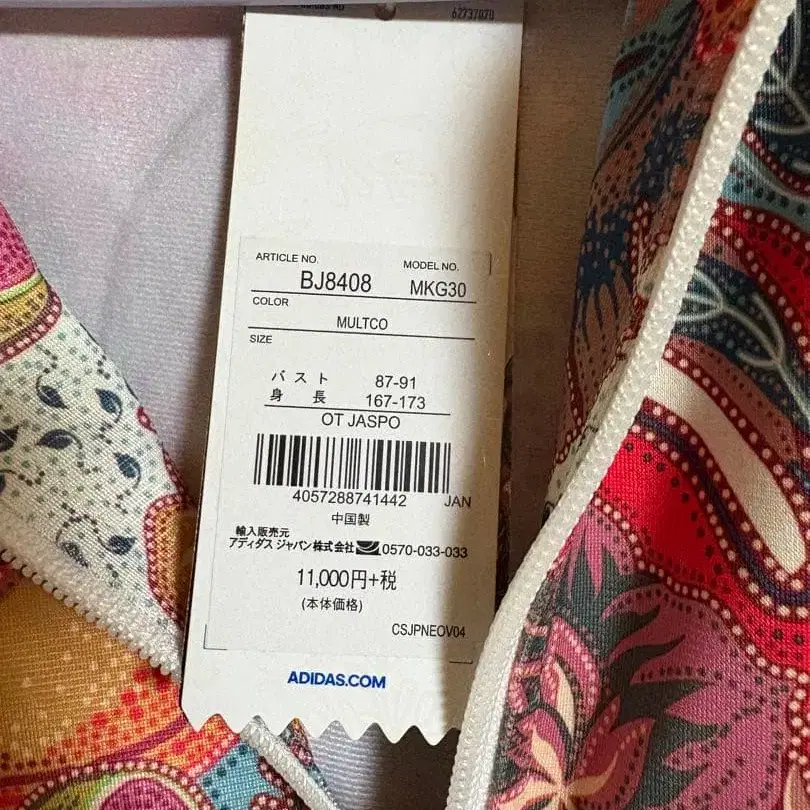 62737070
ARTICLE NO. MODEL NO.
BJ8408 MKG30
COLOR
MULTCO
SIZE
バスト 87-91
身長 167-173
OT JASPO
4057288741442 JAN
中国製
輸入販売元
アディダス ジャパン株式会社 0570-033-033
11,000円+税
(本体価格)
CSJPNEOV04
ADIDAS.COM